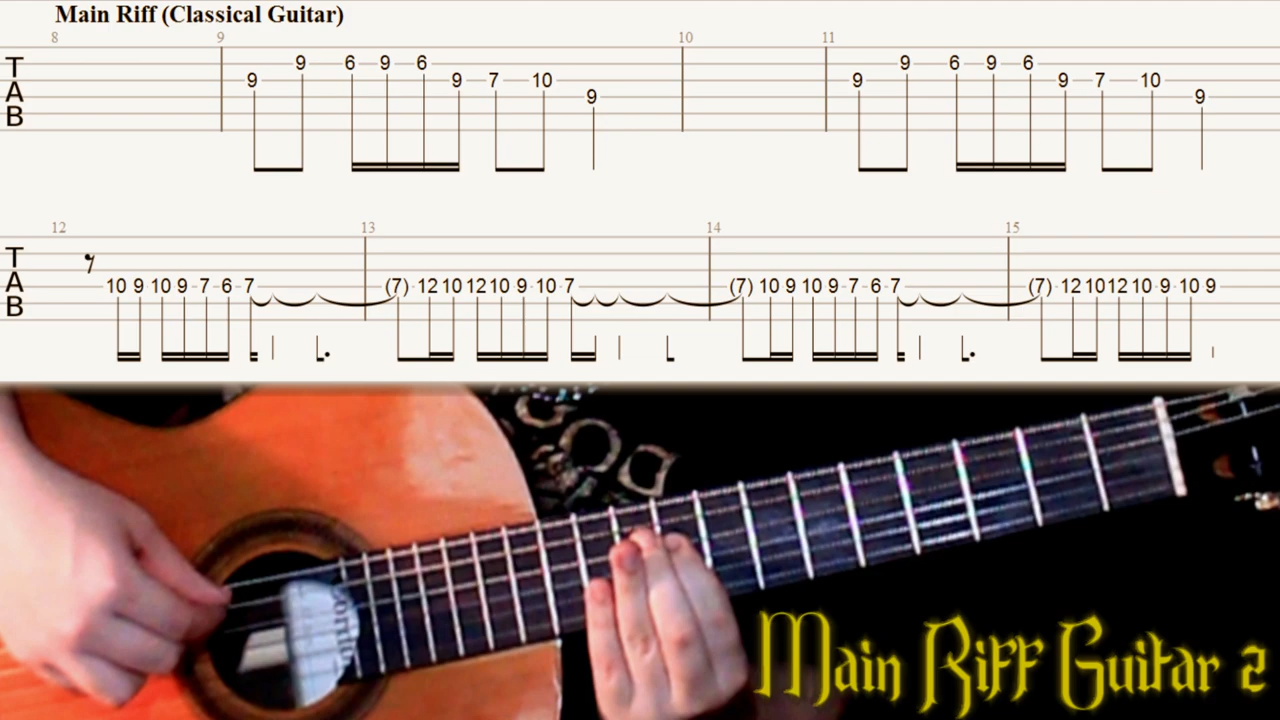 Main Riff (Classical Guitar)
8 9 10 11
T A B
9 9 6 9 6 9 7 10 9 9 9 6 9 6 9 7 10 9
12 13 14 15
T A B
10 9 10 9 7 6 7 (7) 12 10 12 10 9 10 7 (7) 10 9 10 9 7 6 7 (7) 12 10 12 10 9 10 9
Main Riff Guitar 2